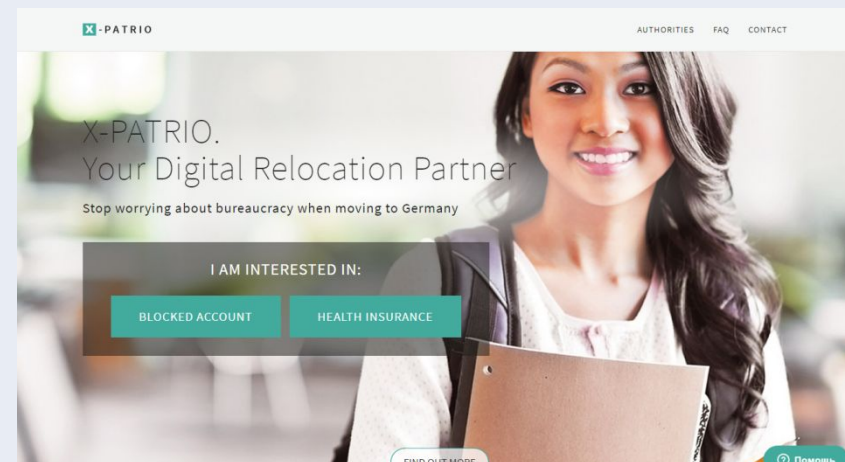 X-PATRIO
AUTHORITIES FAQ CONTACT
X-PATRIO.
Your Digital Relocation Partner
Stop worrying about bureaucracy when moving to Germany
I AM INTERESTED IN:
BLOCKED ACCOUNT HEALTH INSURANCE
FIND OUT MORE
Помощь